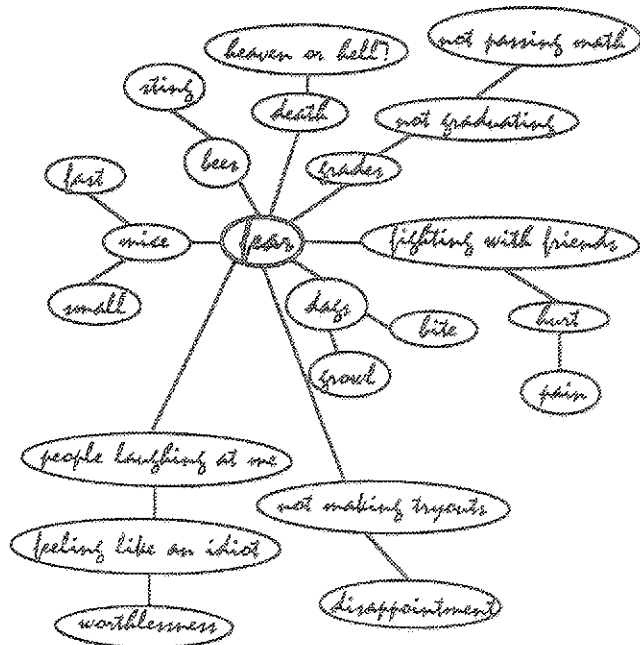 heaven or hell?
not passing math
sting
death
not graduating
bees
grades
fast
mice
fear
fighting with friends
small
dogs
bite
hurt
growl
pain
people laughing at me
not making tryouts
feeling like an idiot
disappointment
worthlessness